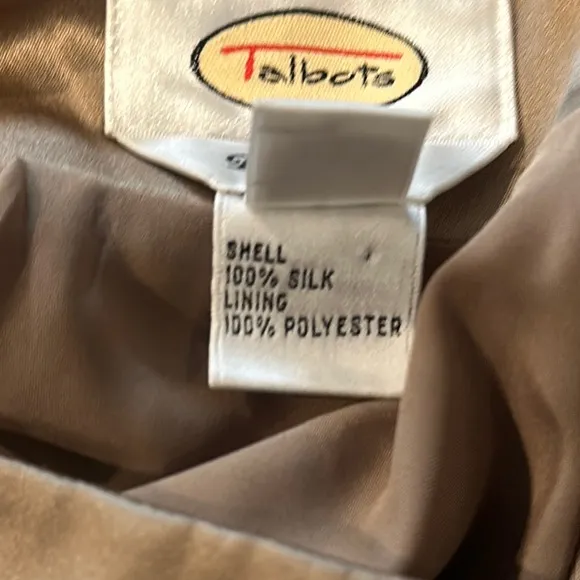 Talbots
SHELL
100% SILK
LINING
100% POLYESTER